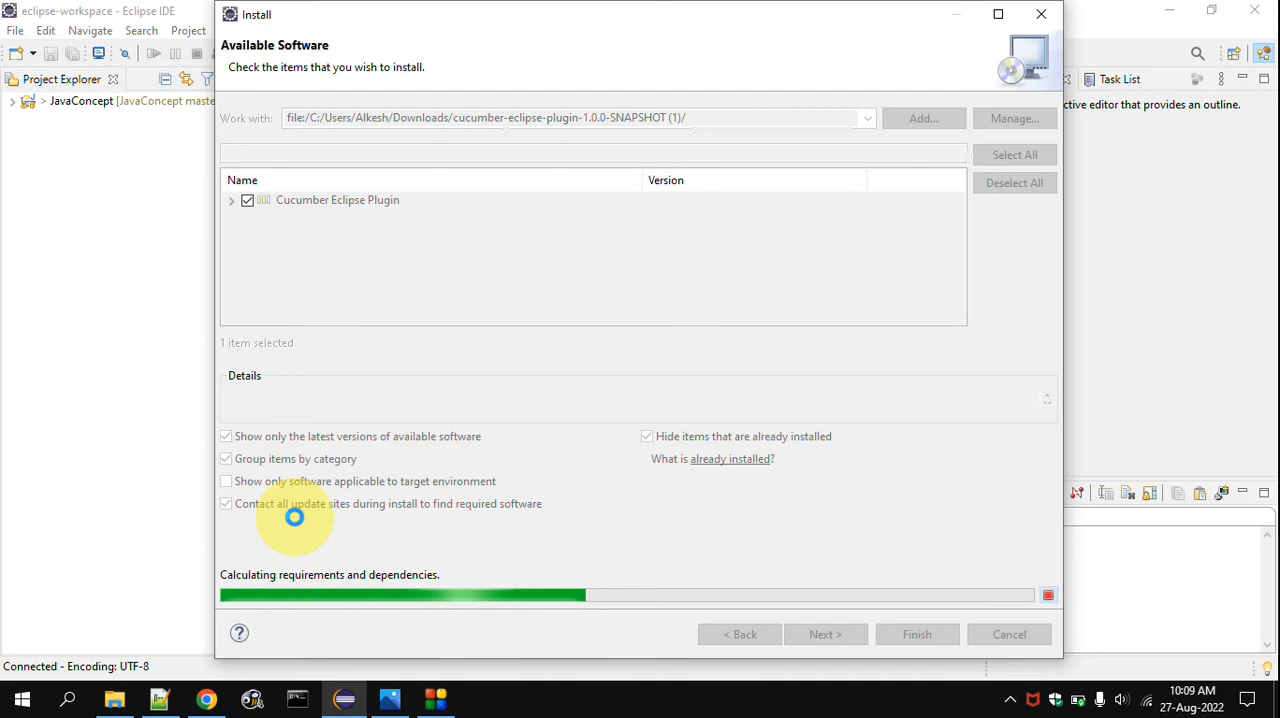 eclipse-workspace - Eclipse IDE
Install
File Edit Navigate Search Project
Available Software
Check the items that you wish to install.
Project Explorer
Task List
> JavaConcept [JavaConcept maste
ctive editor that provides an outline.
Work with: file:/C:/Users/Alkesh/Downloads/cucumber-eclipse-plugin-1.0.0-SNAPSHOT (1)/ Add... Manage...
Select All
Name Version
Deselect All
Cucumber Eclipse Plugin
1 item selected
Details
Show only the latest versions of available software Hide items that are already installed
Group items by category What is already installed?
Show only software applicable to target environment
Contact all update sites during install to find required software
Calculating requirements and dependencies.
? < Back Next > Finish Cancel
Connected - Encoding: UTF-8
10:09 AM
27-Aug-2022